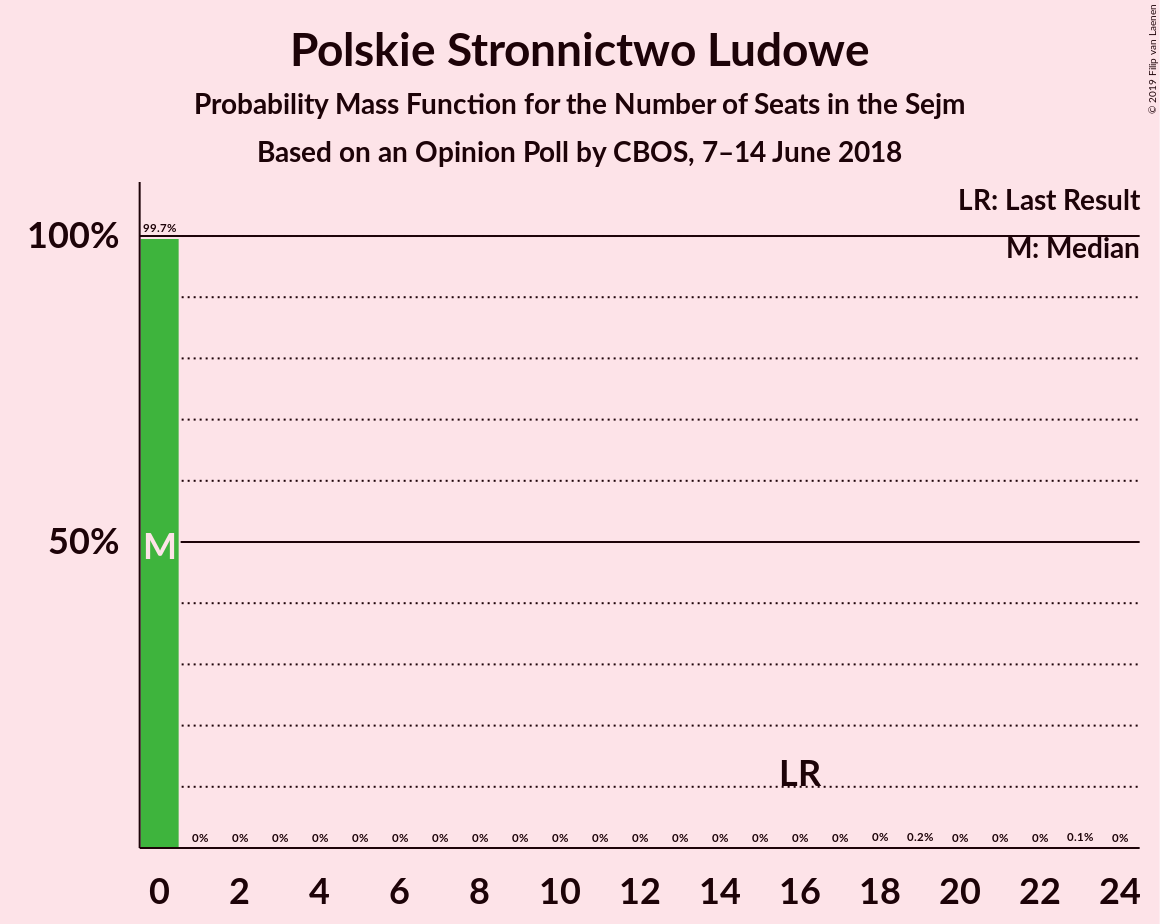 Polskie Stronnictwo Ludowe
Probability Mass Function for the Number of Seats in the Sejm
Based on an Opinion Poll by CBOS, 7–14 June 2018
© 2019 Filip van Laenen
LR: Last Result
M: Median
100%
50%
99.7%
M
LR
0% 0% 0% 0% 0% 0% 0% 0% 0% 0% 0% 0% 0% 0% 0% 0% 0% 0% 0.2% 0% 0% 0% 0.1% 0%
0 2 4 6 8 10 12 14 16 18 20 22 24